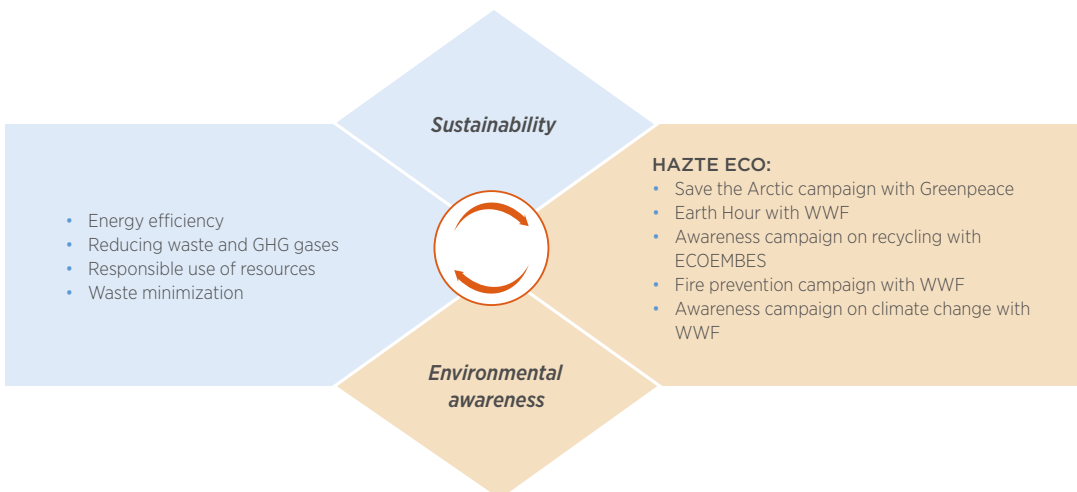 Sustainability
• Energy efficiency
• Reducing waste and GHG gases
• Responsible use of resources
• Waste minimization
HAZTE ECO:
• Save the Arctic campaign with Greenpeace
• Earth Hour with WWF
• Awareness campaign on recycling with
ECOEMBES
• Fire prevention campaign with WWF
• Awareness campaign on climate change with
WWF
Environmental
awareness